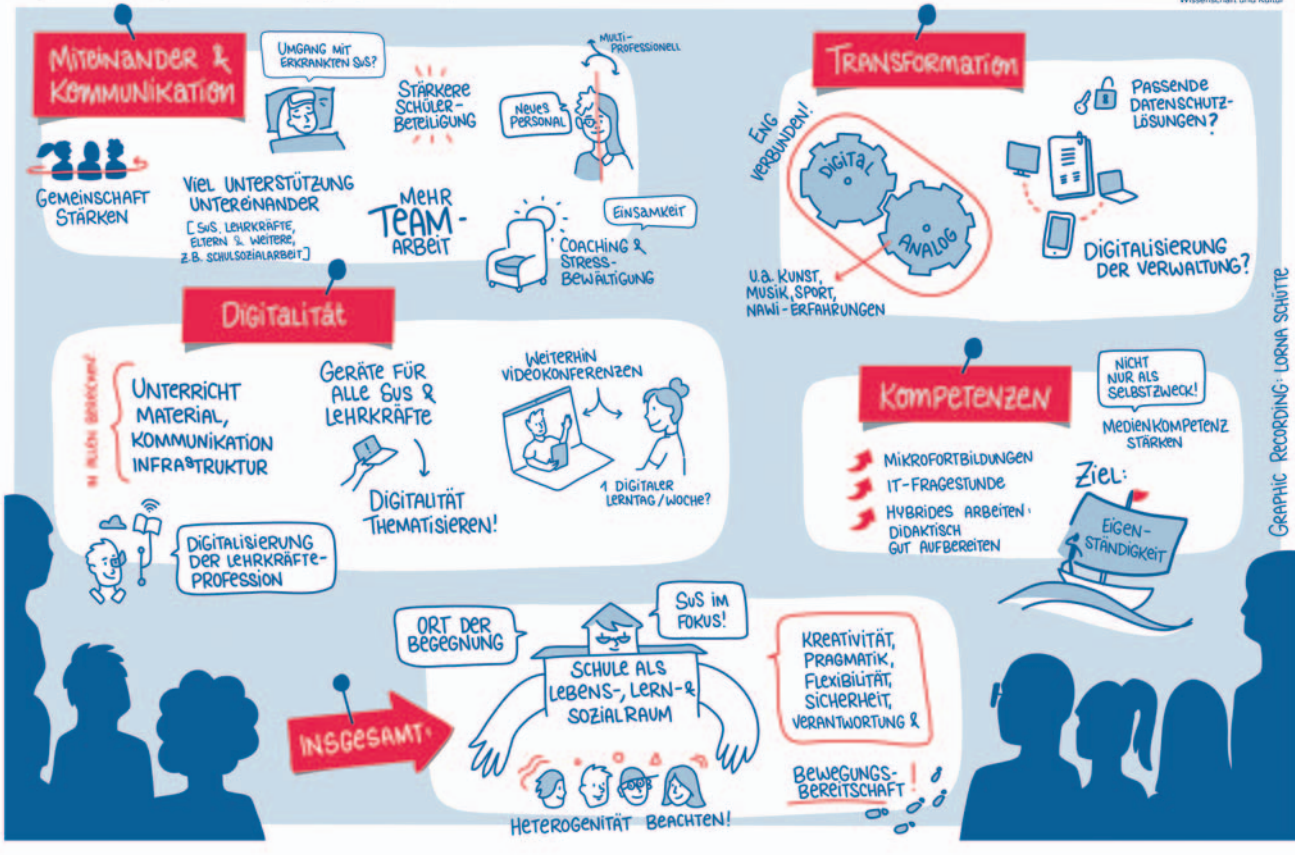 Wissenschaft und Kultur
Miteinander &
Kommunikation
UMGANG MIT
ERKRANKTEN SuS?
STÄRKERE
SCHÜLER-
BETEILIGUNG
MULTI-
PROFESSIONELL
NEUES
PERSONAL
GEMEINSCHAFT
STÄRKEN
VIEL UNTERSTÜTZUNG
UNTEREINANDER
[SuS, LEHRKRÄFTE,
ELTERN & WEITERE,
Z.B. SCHULSOZIALARBEIT]
MEHR
TEAM-
ARBEIT
EINSAMKEIT
COACHING &
STRESS-
BEWÄLTIGUNG
TRANSFORMATION
ENG
VERBUNDEN!
DIGITAL
ANALOG
U.A. KUNST,
MUSIK, SPORT,
NAWI-ERFAHRUNGEN
PASSENDE
DATENSCHUTZ-
LÖSUNGEN?
DIGITALISIERUNG
DER VERWALTUNG?
DIGITALITÄT
IN ALLEN BEREICHEN:
UNTERRICHT
MATERIAL,
KOMMUNIKATION
INFRASTRUKTUR
GERÄTE FÜR
ALLE SUS &
LEHRKRÄFTE
DIGITALITÄT
THEMATISIEREN!
WEITERHIN
VIDEOKONFERENZEN
1 DIGITALER
LERNTAG/WOCHE?
DIGITALISIERUNG
DER LEHRKRÄFTE-
PROFESSION
KOMPETENZEN
NICHT
NUR ALS
SELBSTZWECK!
MEDIENKOMPETENZ
STÄRKEN
MIKROFORTBILDUNGEN
IT-FRAGESTUNDE
HYBRIDES ARBEITEN:
DIDAKTISCH
GUT AUFBEREITEN
ZIEL:
EIGEN-
STÄNDIGKEIT
GRAPHIC RECORDING: LORNA SCHÜTTE
INSGESAMT:
ORT DER
BEGEGNUNG
SuS IM
FOKUS!
SCHULE ALS
LEBENS-, LERN- &
SOZIALRAUM
HETEROGENITÄT BEACHTEN!
KREATIVITÄT,
PRAGMATIK,
FLEXIBILITÄT,
SICHERHEIT,
VERANTWORTUNG &
BEWEGUNGS-
BEREITSCHAFT!